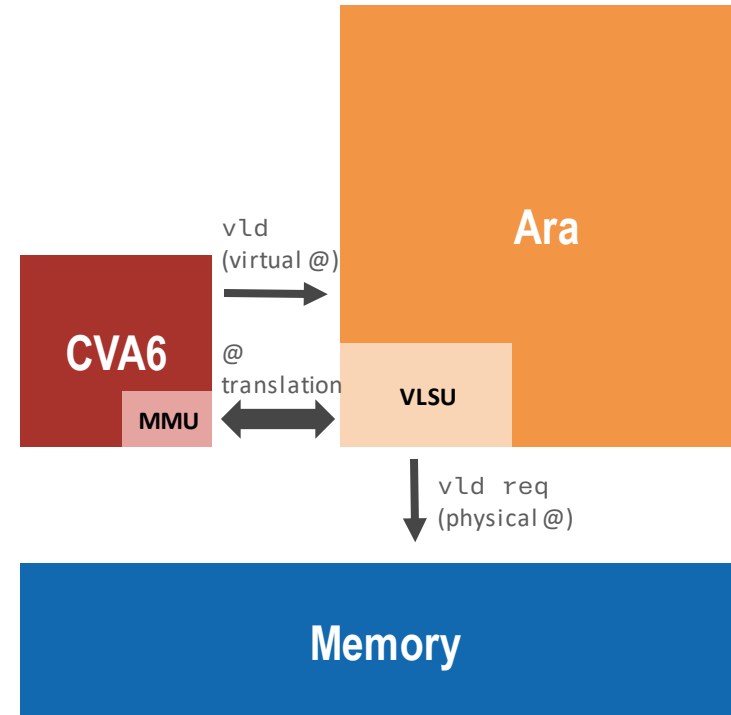 Ara
vld
(virtual @)
CVA6
@
translation
MMU
VLSU
vld req
(physical @)
Memory